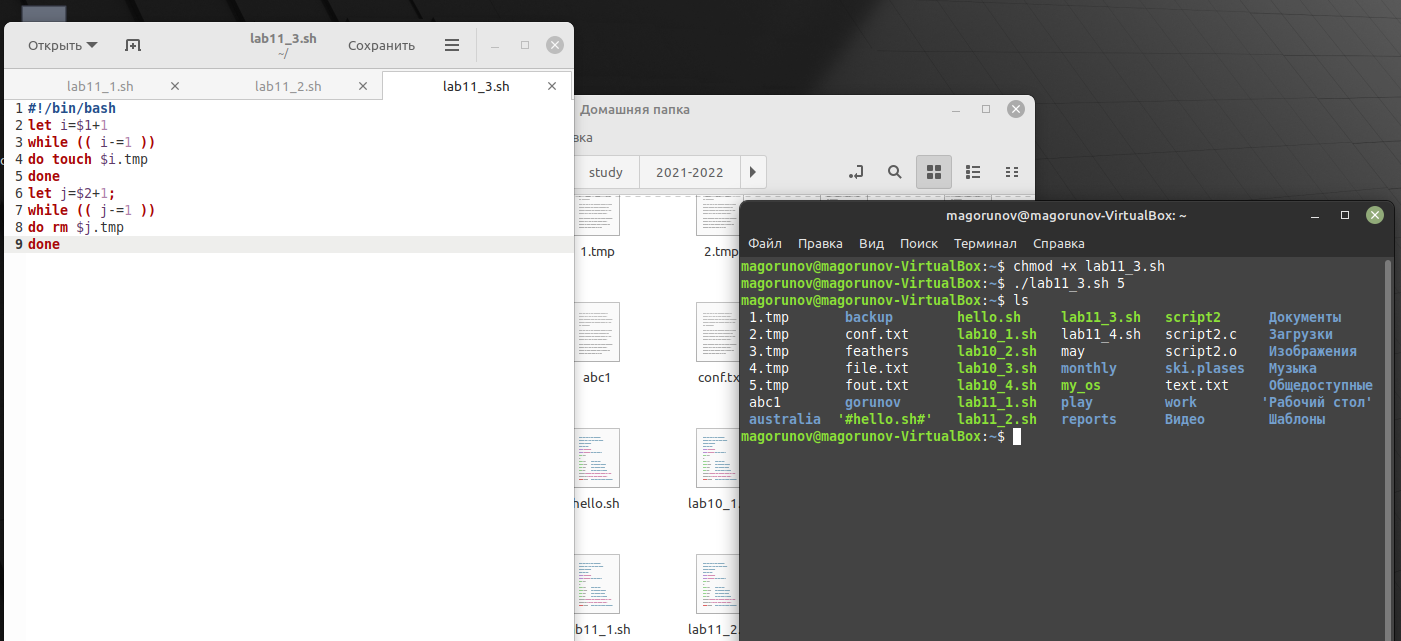 Открыть
lab11_3.sh
~/
Сохранить
lab11_1.sh
lab11_2.sh
lab11_3.sh
1 #!/bin/bash
2 let i=$1+1
3 while (( i-=1 ))
4 do touch $i.tmp
5 done
6 let j=$2+1;
7 while (( j-=1 ))
8 do rm $j.tmp
9 done
Домашняя папка
вка
study
2021-2022
1.tmp
2.tmp
abc1
conf.tx
hello.sh
lab10_1
b11_1.sh
lab11_2
magorunov@magorunov-VirtualBox: ~
Файл Правка Вид Поиск Терминал Справка
magorunov@magorunov-VirtualBox:~$ chmod +x lab11_3.sh
magorunov@magorunov-VirtualBox:~$ ./lab11_3.sh 5
magorunov@magorunov-VirtualBox:~$ ls
1.tmp backup hello.sh lab11_3.sh script2 Документы
2.tmp conf.txt lab10_1.sh lab11_4.sh script2.c Загрузки
3.tmp feathers lab10_2.sh may script2.o Изображения
4.tmp file.txt lab10_3.sh monthly ski.plases Музыка
5.tmp fout.txt lab10_4.sh my_os text.txt Общедоступные
abc1 gorunov lab11_1.sh play work 'Рабочий стол'
australia '#hello.sh#' lab11_2.sh reports Видео Шаблоны
magorunov@magorunov-VirtualBox:~$